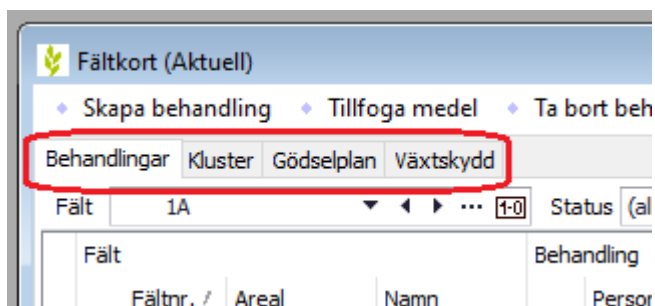 Fältkort (Aktuell)
Skapa behandling Tillfoga medel Ta bort beh
Behandlingar Kluster Gödselplan Växtskydd
Fält 1A ... 1-0 Status (al
Fält Behandling
Fältnr. / Areal Namn Person